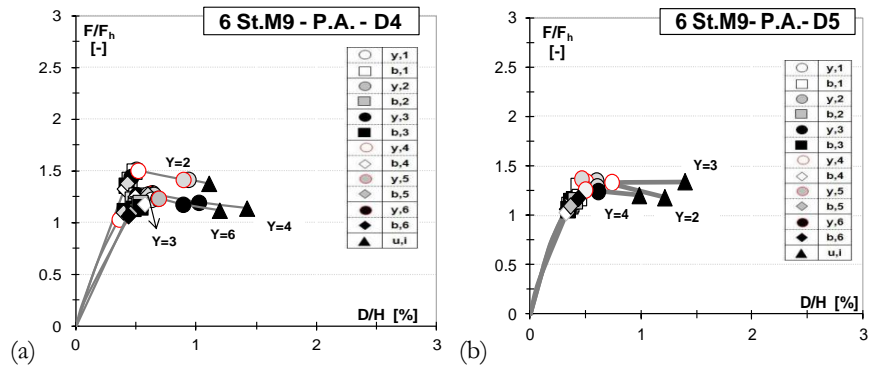 6 St.M9 - P.A. - D4
F/Fh
[-]
3
2.5
2
1.5
1
0.5
0
0
1
2
3
D/H [%]
y,1
b,1
y,2
b,2
y,3
b,3
y,4
b,4
y,5
b,5
y,6
b,6
u,i
Y=2
Y=3
Y=6
Y=4
(a)
6 St.M9- P.A.- D5
F/Fh
[-]
3
2.5
2
1.5
1
0.5
0
0
1
2
3
D/H [%]
y,1
b,1
y,2
b,2
y,3
b,3
y,4
b,4
y,5
b,5
y,6
b,6
u,i
Y=3
Y=4
Y=2
(b)